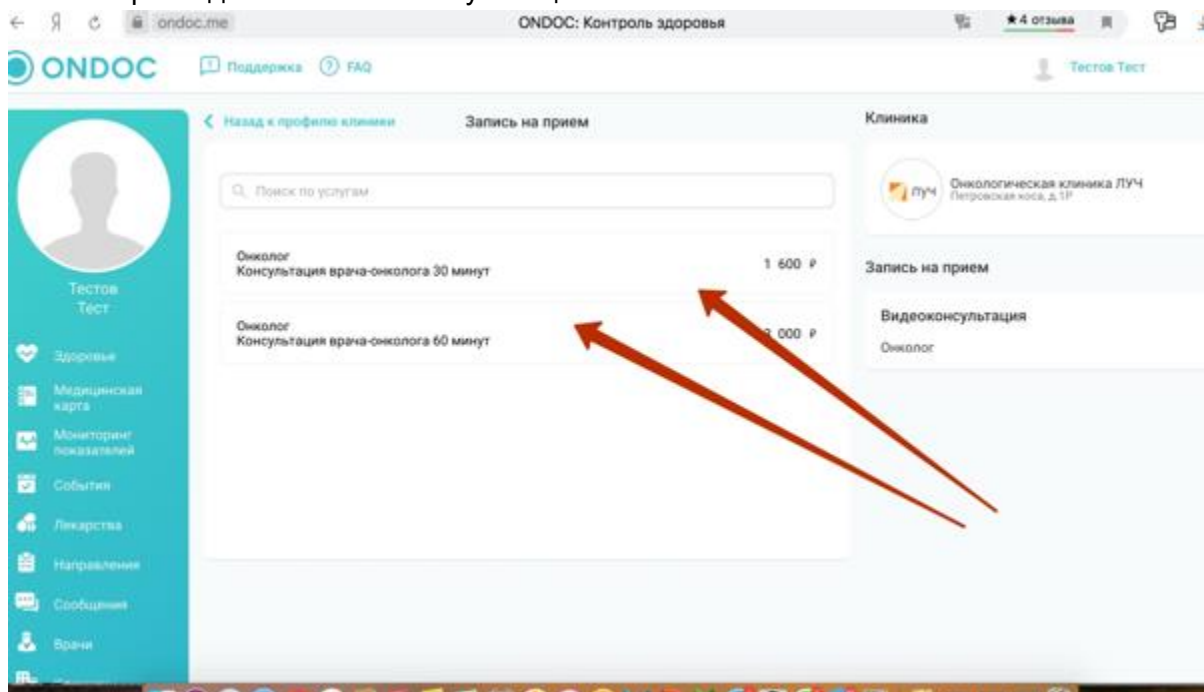 ondoc.me
ONDOC: Контроль здоровья
★4 отзыва
ONDOC
Поддержка
FAQ
Тестов Тест
Назад к профилю клиники
Запись на прием
Клиника
Поиск по услугам
луч
Онкологическая клиника ЛУЧ
Петровская коса, д.1Р
Онколог
Консультация врача-онколога 30 минут
1 600 ₽
Онколог
Консультация врача-онколога 60 минут
000 ₽
Запись на прием
Видеоконсультация
Онколог
Тестов
Тест
Здоровье
Медицинская
карта
Мониторинг
показателей
События
Лекарства
Направления
Сообщения
Врачи